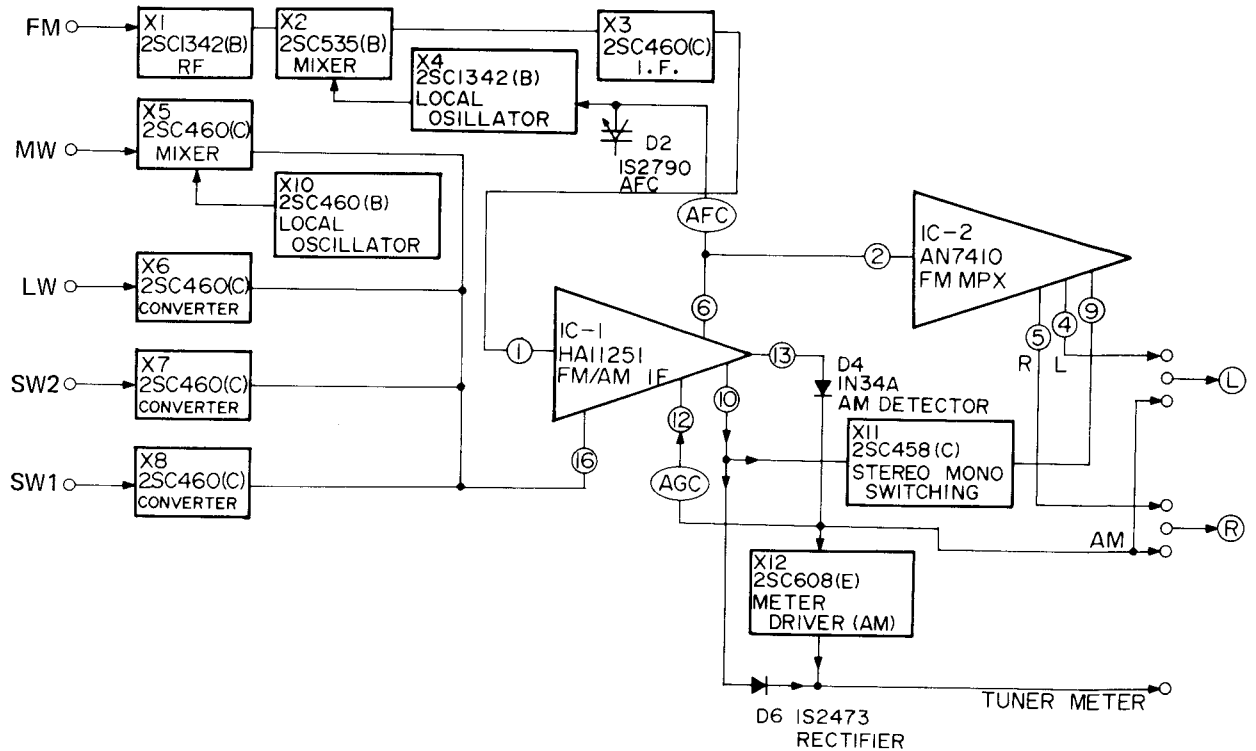 FM
X1
2SC1342(B)
RF
X2
2SC535(B)
MIXER
X3
2SC460(C)
I.F.
X4
2SC1342(B)
LOCAL
OSILLATOR
D2
1S2790
AFC
MW
X5
2SC460(C)
MIXER
X10
2SC460(B)
LOCAL
OSCILLATOR
AFC
LW
X6
2SC460(C)
CONVERTER
SW2
X7
2SC460(C)
CONVERTER
SW1
X8
2SC460(C)
CONVERTER
1
IC-1
HA11251
FM/AM IF
6
13
10
12
16
AGC
2
IC-2
AN7410
FM MPX
5
4
9
R
L
D4
1N34A
AM DETECTOR
X11
2SC458(C)
STEREO MONO
SWITCHING
L
R
AM
X12
2SC608(E)
METER
DRIVER (AM)
TUNER METER
D6 1S2473
RECTIFIER